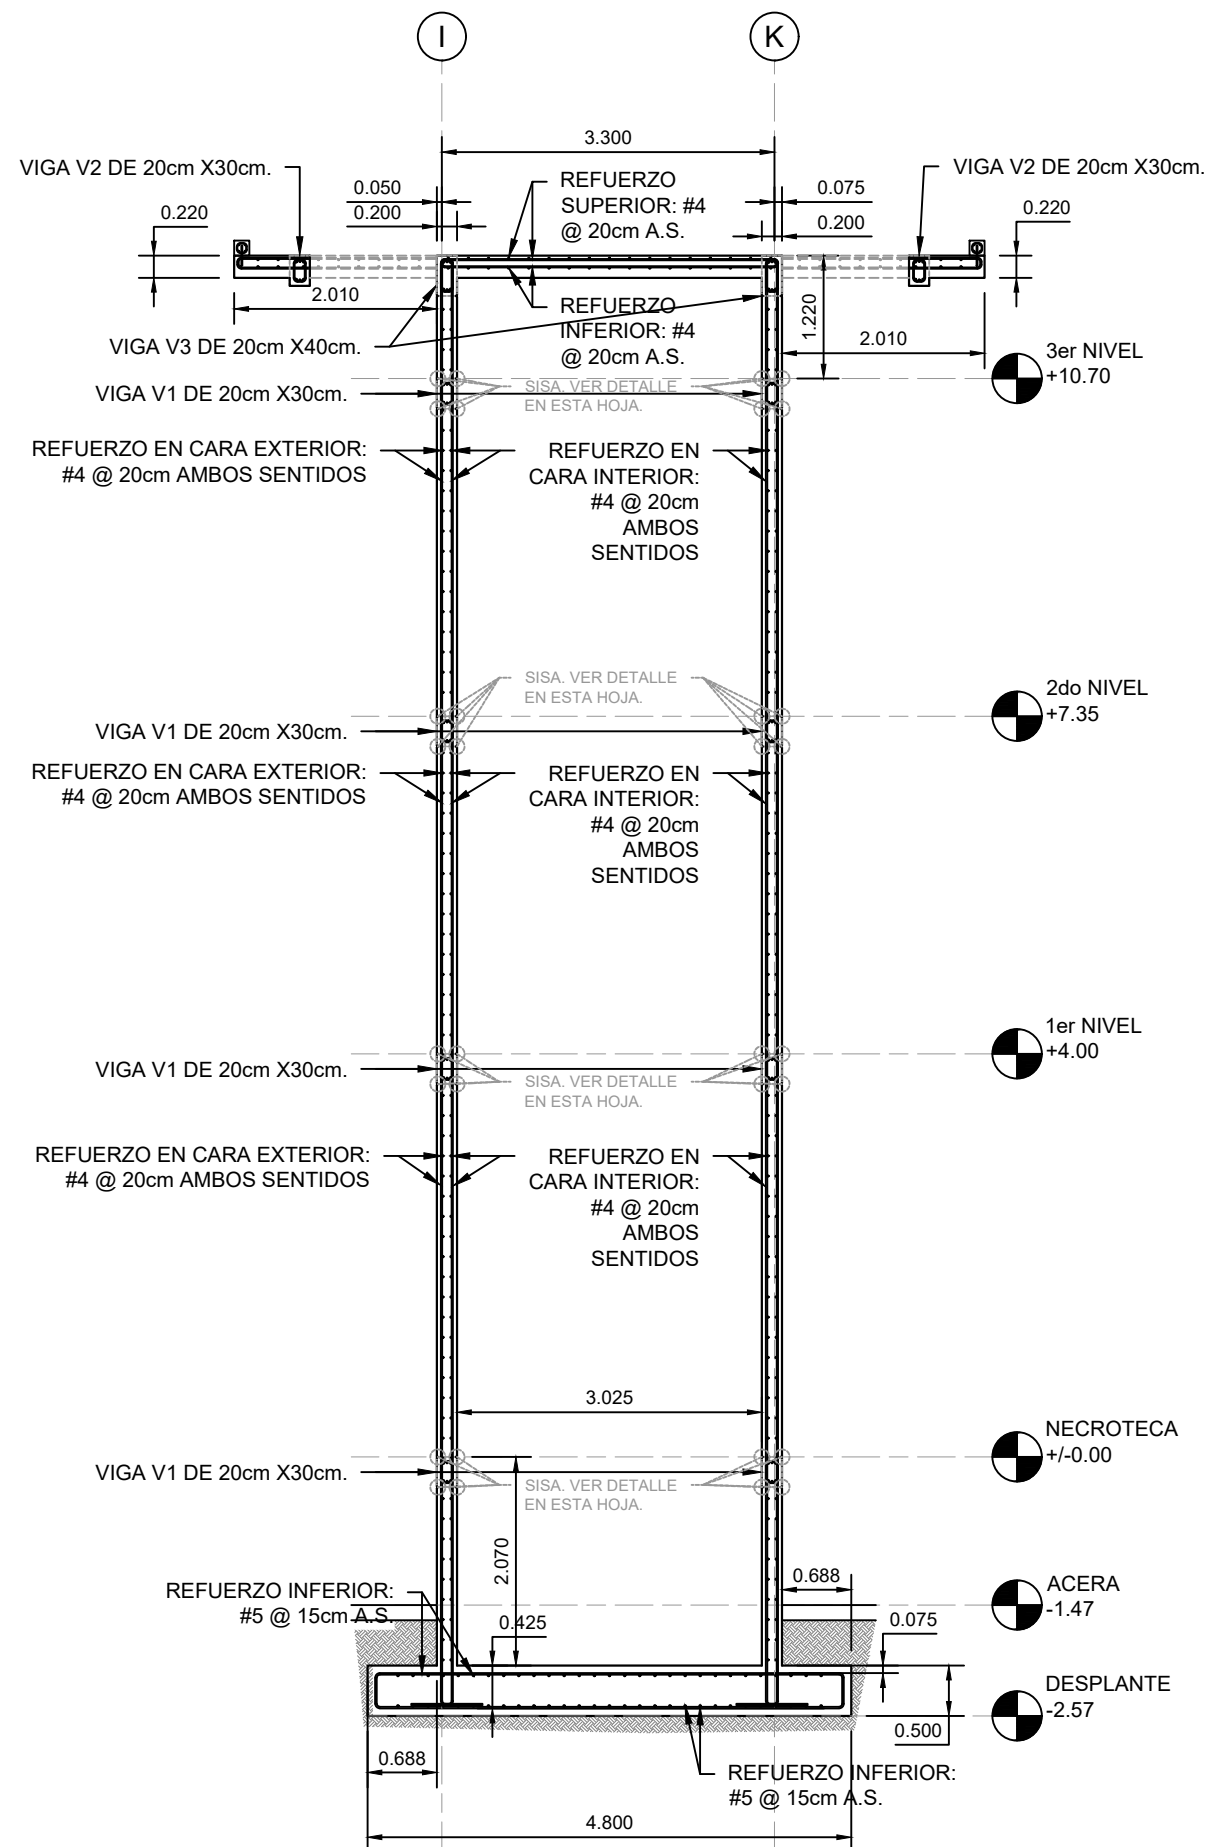 I
K
3.300
VIGA V2 DE 20cm X30cm.
VIGA V2 DE 20cm X30cm.
0.050
0.200
0.220
REFUERZO
SUPERIOR: #4
@ 20cm A.S.
0.075
0.200
0.220
2.010
REFUERZO
INFERIOR: #4
@ 20cm A.S.
1.220
2.010
VIGA V3 DE 20cm X40cm.
3er NIVEL
+10.70
VIGA V1 DE 20cm X30cm.
SISA. VER DETALLE
EN ESTA HOJA.
REFUERZO EN CARA EXTERIOR:
#4 @ 20cm AMBOS SENTIDOS
REFUERZO EN
CARA INTERIOR:
#4 @ 20cm
AMBOS
SENTIDOS
SISA. VER DETALLE
EN ESTA HOJA.
2do NIVEL
+7.35
VIGA V1 DE 20cm X30cm.
REFUERZO EN CARA EXTERIOR:
#4 @ 20cm AMBOS SENTIDOS
REFUERZO EN
CARA INTERIOR:
#4 @ 20cm
AMBOS
SENTIDOS
1er NIVEL
+4.00
VIGA V1 DE 20cm X30cm.
SISA. VER DETALLE
EN ESTA HOJA.
REFUERZO EN CARA EXTERIOR:
#4 @ 20cm AMBOS SENTIDOS
REFUERZO EN
CARA INTERIOR:
#4 @ 20cm
AMBOS
SENTIDOS
3.025
NECROTECA
+/-0.00
VIGA V1 DE 20cm X30cm.
SISA. VER DETALLE
EN ESTA HOJA.
2.070
REFUERZO INFERIOR:
#5 @ 15cm A.S.
0.688
ACERA
-1.47
0.425
0.075
DESPLANTE
-2.57
0.500
0.688
REFUERZO INFERIOR:
#5 @ 15cm A.S.
4.800